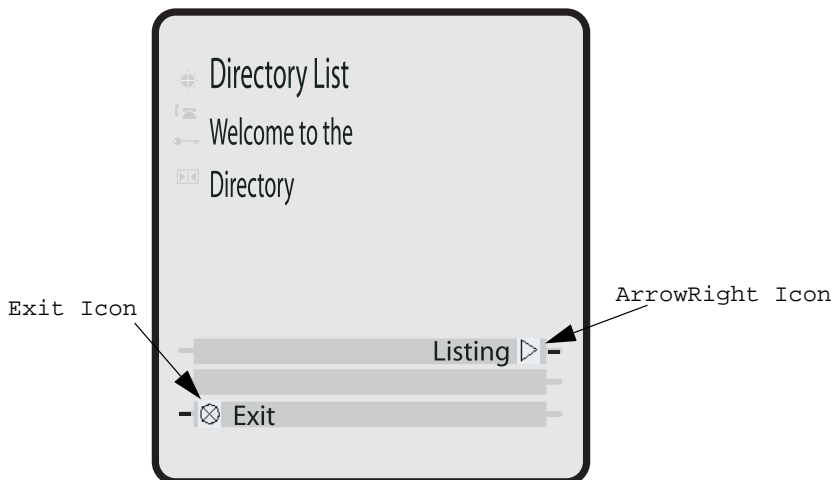 Directory List
Welcome to the
Directory
Exit Icon
ArrowRight Icon
Listing
Exit